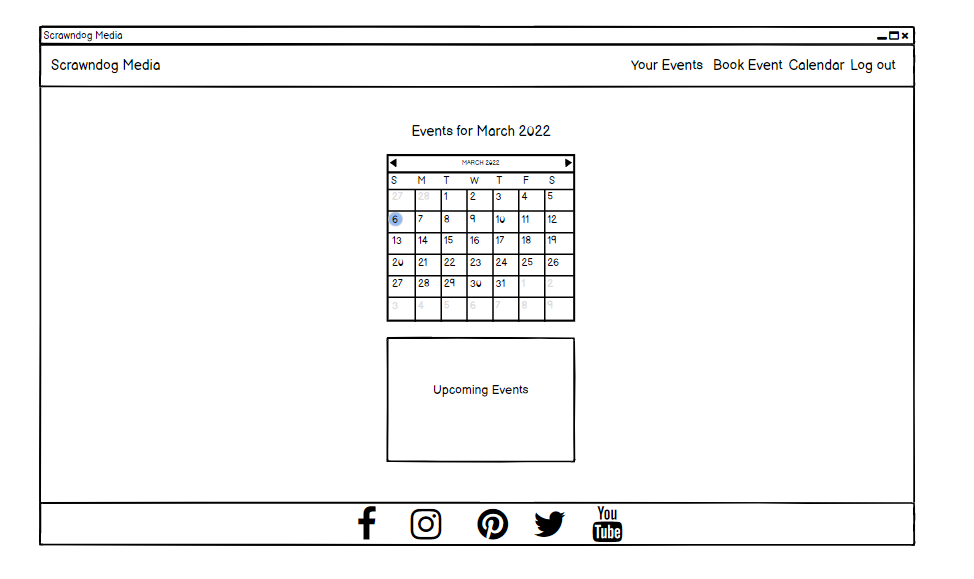 Scrawndog Media
Scrawndog Media Your Events Book Event Calendar Log out
Events for March 2022
MARCH 2022
S M T W T F S
27 28 1 2 3 4 5
6 7 8 9 10 11 12
13 14 15 16 17 18 19
20 21 22 23 24 25 26
27 28 29 30 31 1 2
3 4 5 6 7 8 9
Upcoming Events
You
Tube